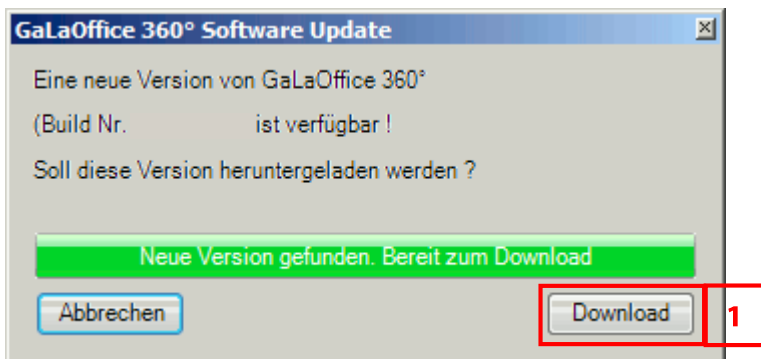 GaLaOffice 360° Software Update
Eine neue Version von GaLaOffice 360°
(Build Nr. ist verfügbar !
Soll diese Version heruntergeladen werden ?
Neue Version gefunden. Bereit zum Download
Abbrechen Download 1